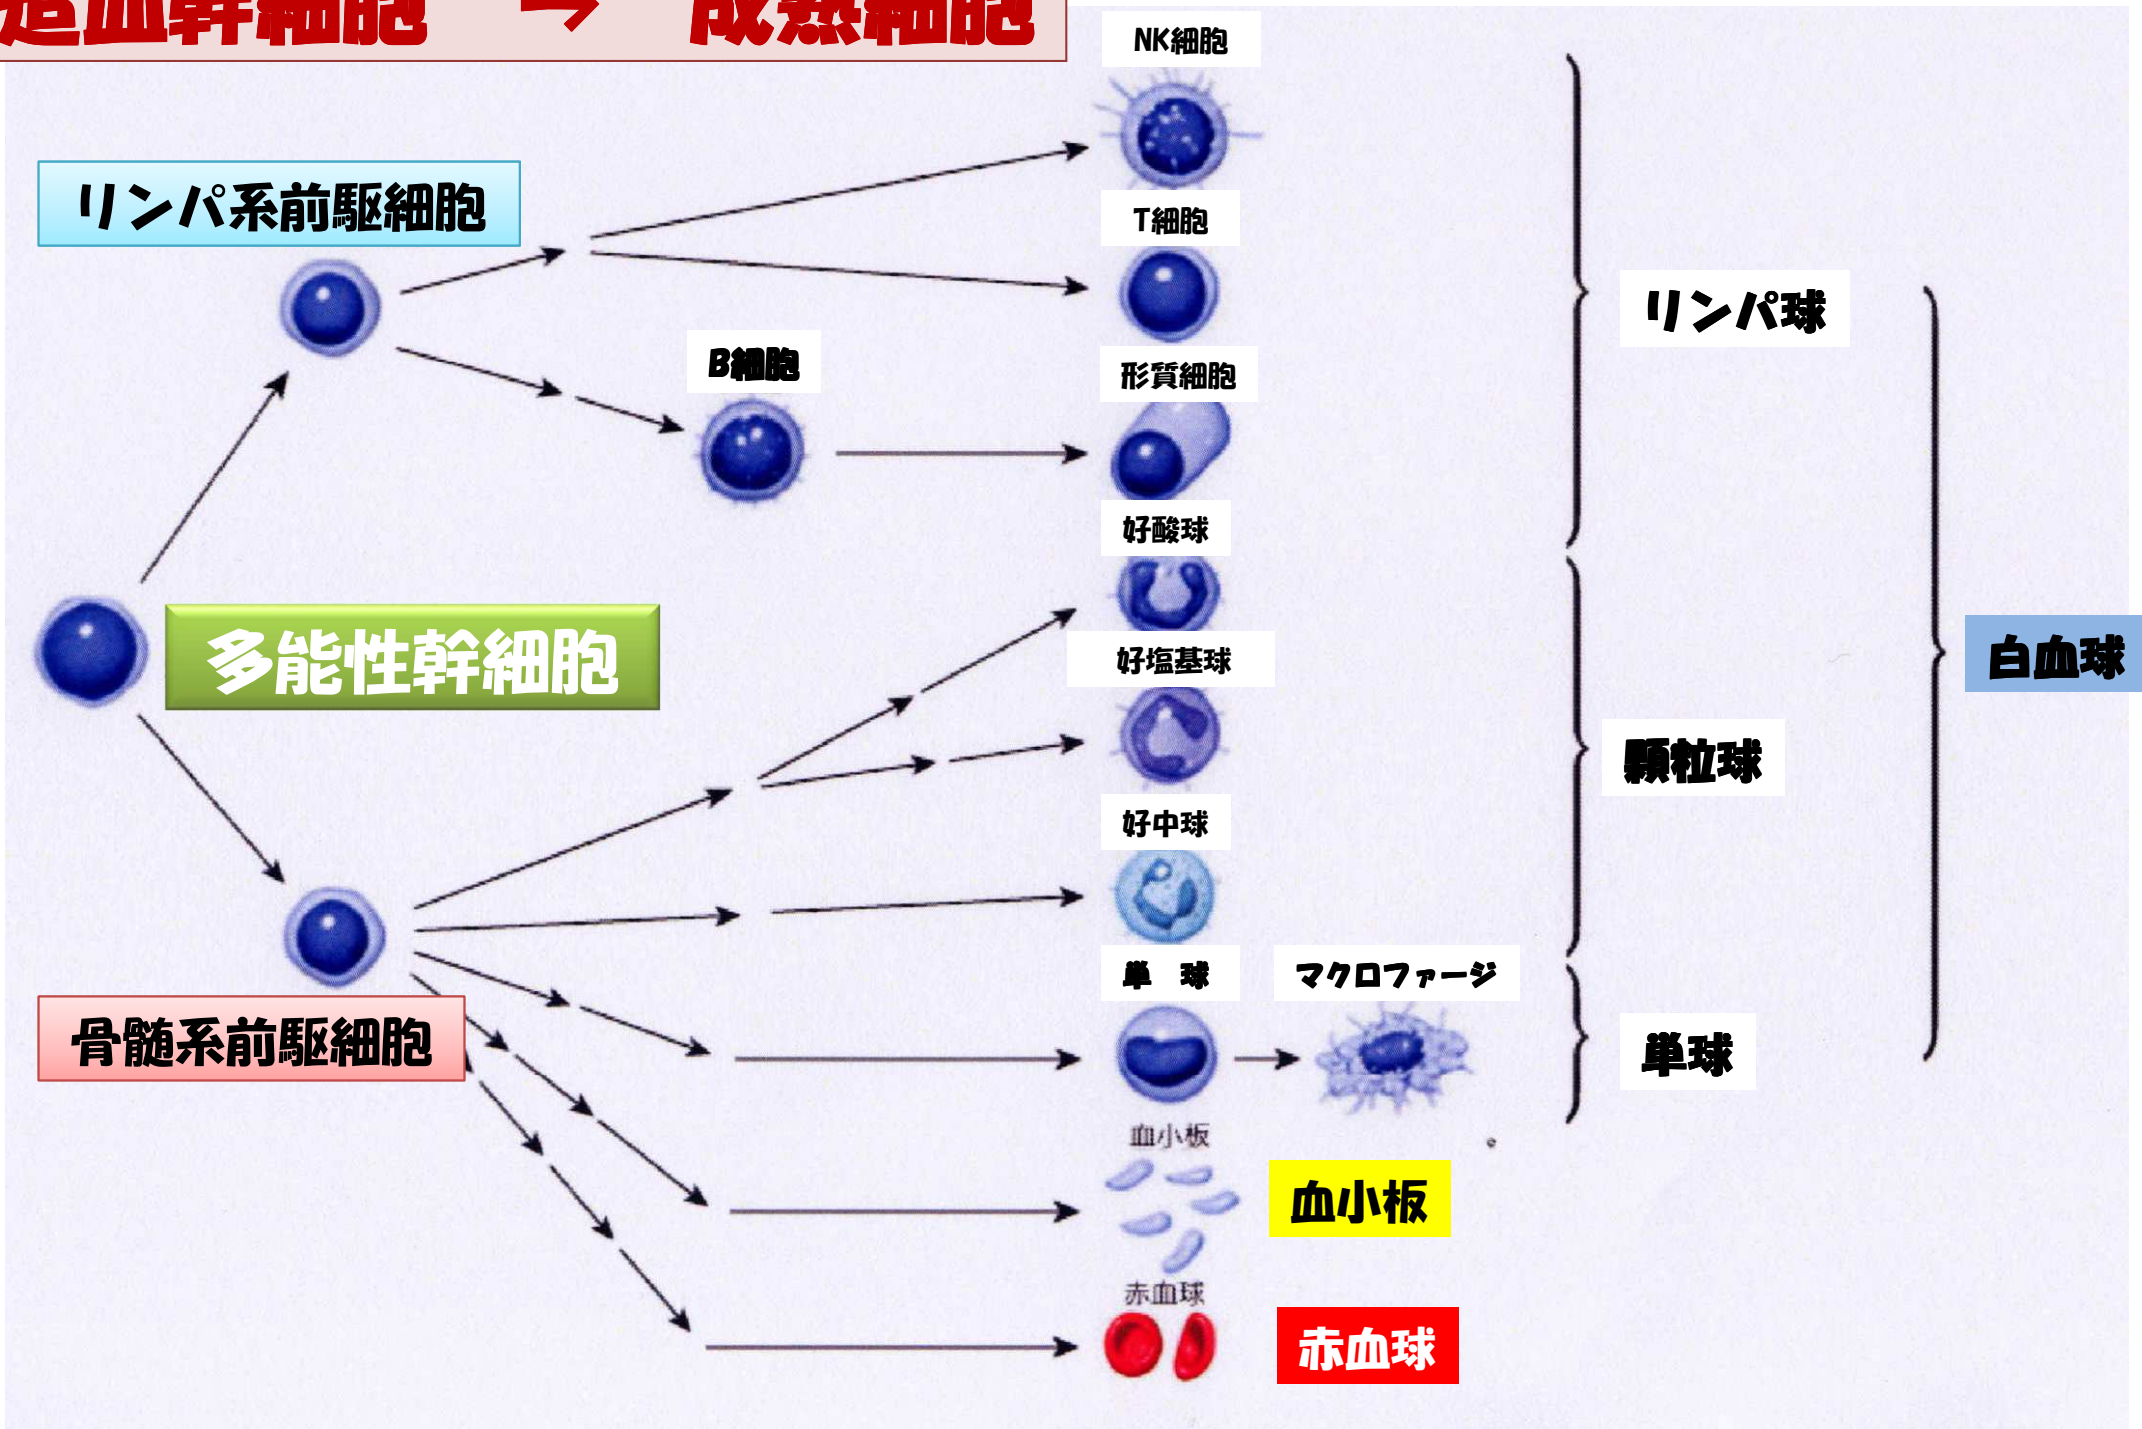 造血幹細胞　→　成熟細胞
NK細胞
リンパ系前駆細胞
T細胞
リンパ球
B細胞
形質細胞
好酸球
多能性幹細胞
好塩基球
白血球
顆粒球
好中球
単　球
マクロファージ
骨髄系前駆細胞
単球
血小板
血小板
赤血球
赤血球